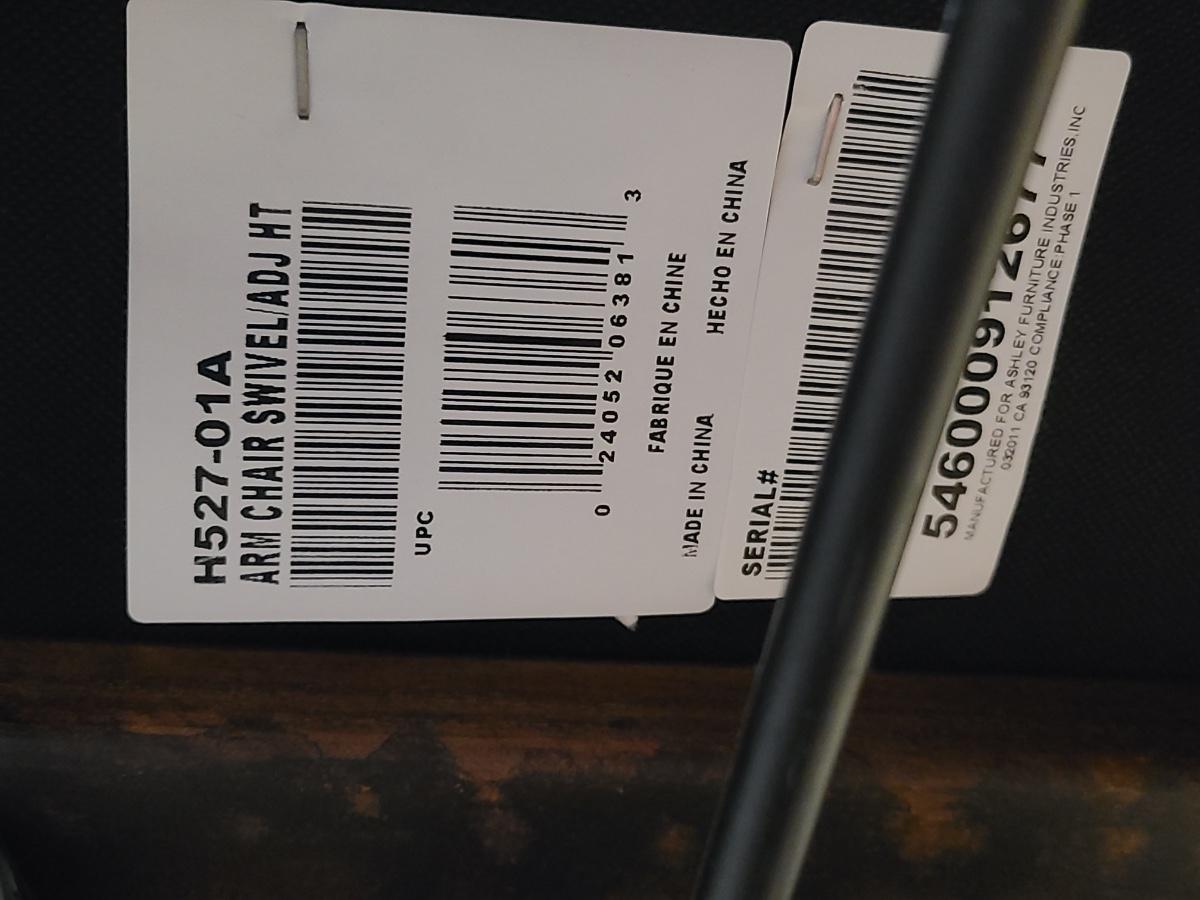 H527-01A
ARM CHAIR SWIVEL/ADJ HT
UPC
0 24052 06381 3
FABRIQUE EN CHINE
MADE IN CHINA HECHO EN CHINA
SERIAL#
MANUFACTURED FOR ASHLEY FURNITURE INDUSTRIES,INC
032011 CA 93120 COMPLIANCE:PHASE 1